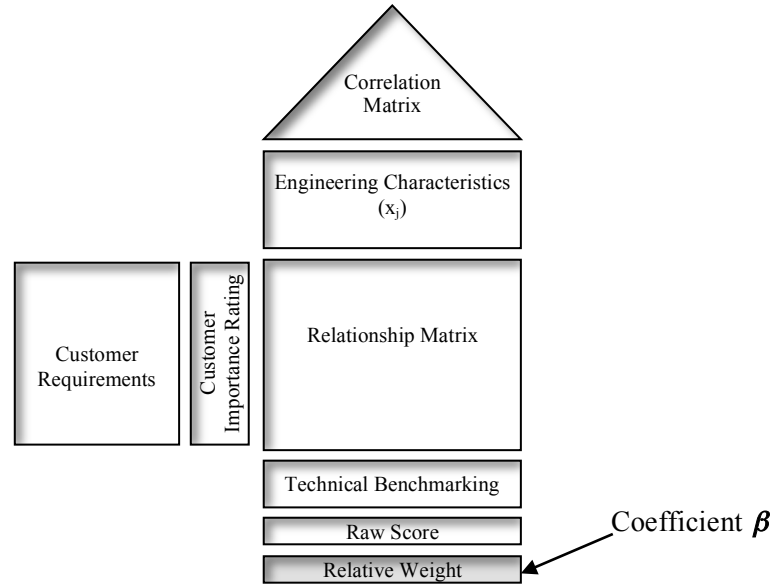 Correlation
Matrix
Engineering Characteristics
(xj)
Customer
Requirements
Customer
Importance Rating
Relationship Matrix
Technical Benchmarking
Raw Score
Relative Weight
Coefficient β